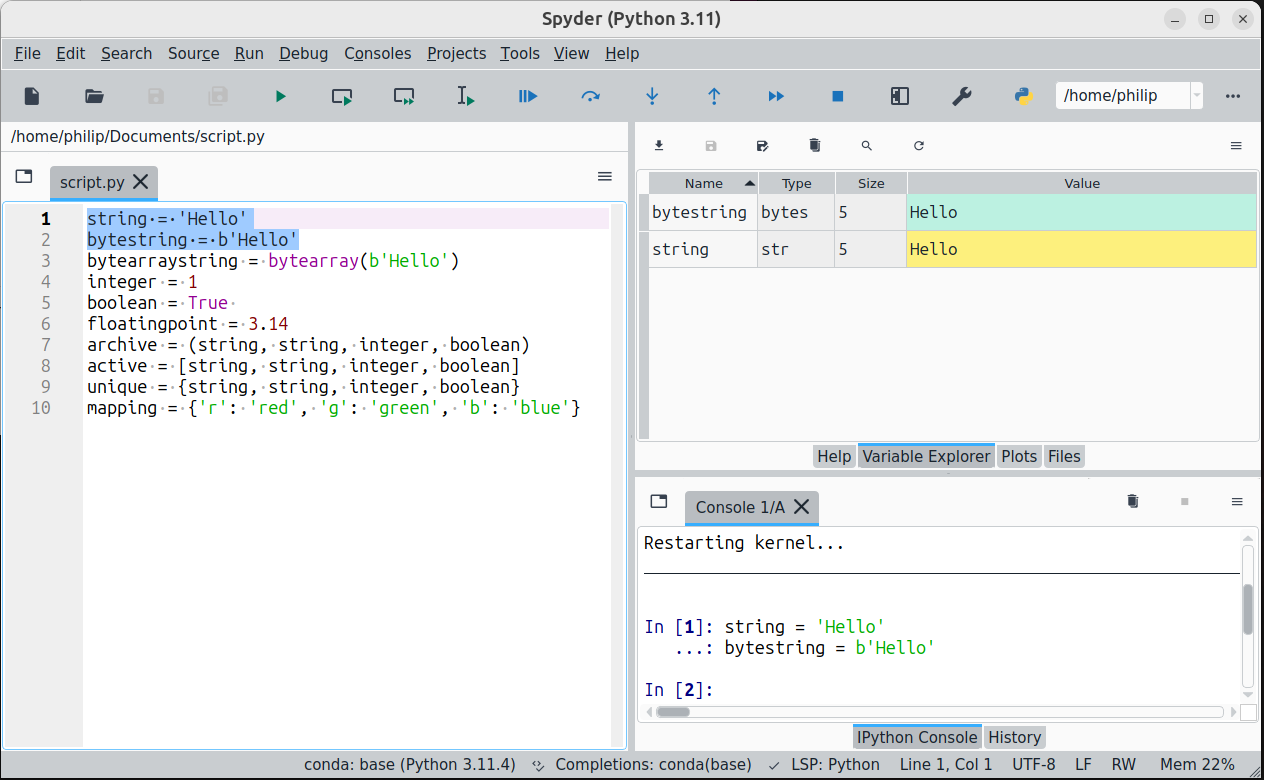 Spyder (Python 3.11)
File Edit Search Source Run Debug Consoles Projects Tools View Help
/home/philip
/home/philip/Documents/script.py
script.py
1 string = 'Hello'
2 bytestring = b'Hello'
3 bytearraystring = bytearray(b'Hello')
4 integer = 1
5 boolean = True
6 floatingpoint = 3.14
7 archive = (string, string, integer, boolean)
8 active = [string, string, integer, boolean]
9 unique = {string, string, integer, boolean}
10 mapping = {'r': 'red', 'g': 'green', 'b': 'blue'}
Name Type Size Value
bytestring bytes 5 Hello
string str 5 Hello
Help Variable Explorer Plots Files
Console 1/A
Restarting kernel...
In [1]: string = 'Hello'
...: bytestring = b'Hello'
In [2]:
IPython Console History
conda: base (Python 3.11.4) Completions: conda(base) LSP: Python Line 1, Col 1 UTF-8 LF RW Mem 22%